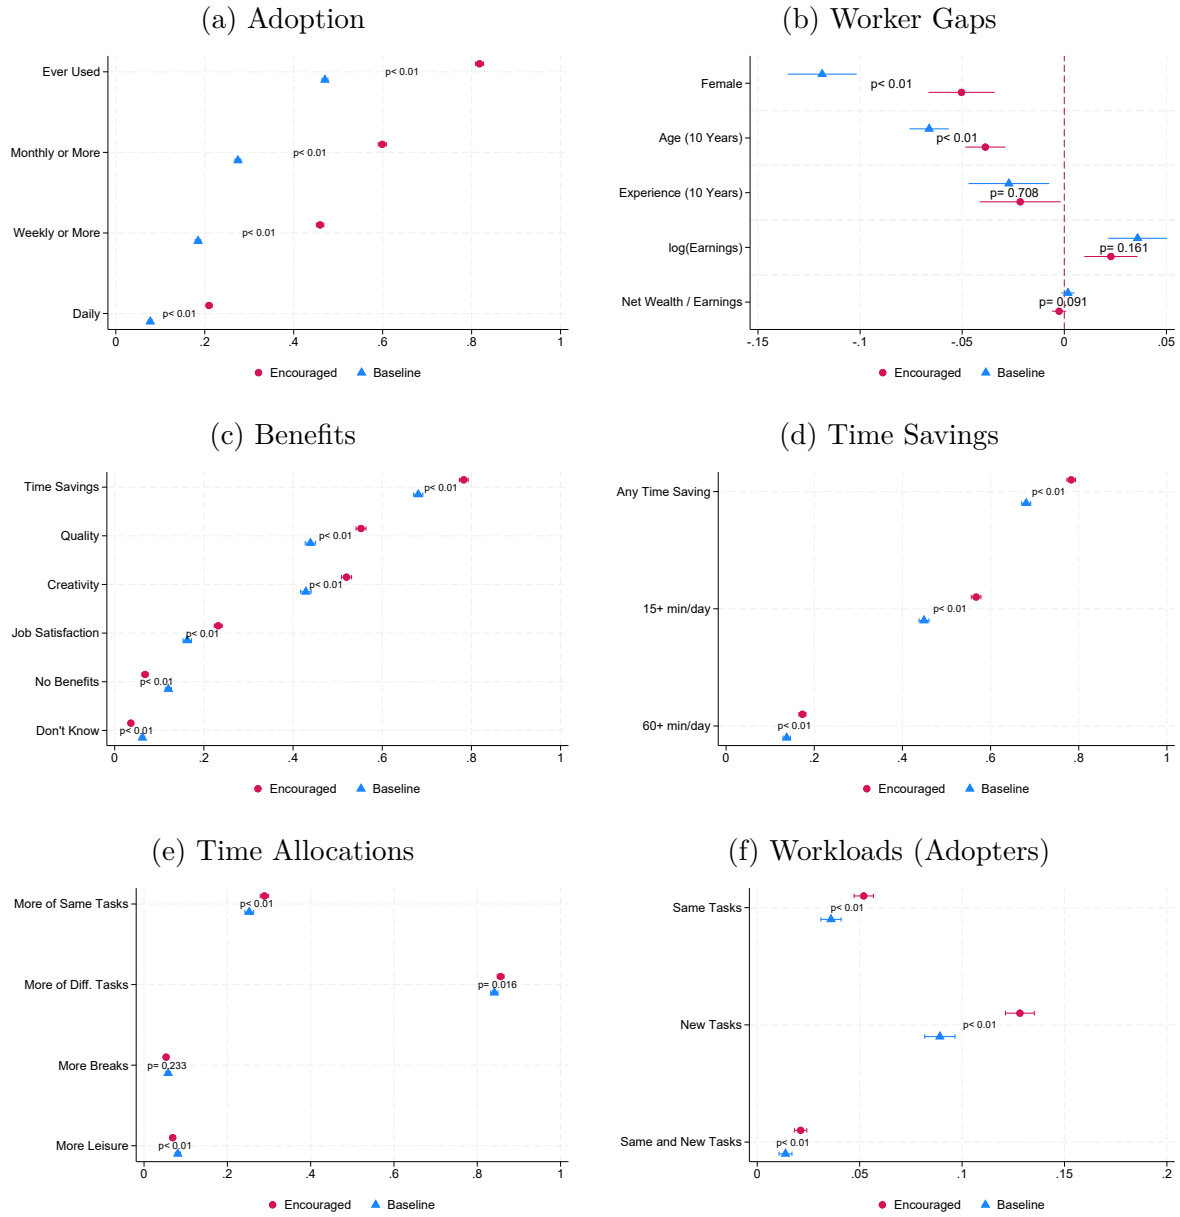 (a) Adoption
Ever Used
p< 0.01
Monthly or More
p< 0.01
Weekly or More
p< 0.01
Daily
p< 0.01
0 .2 .4 .6 .8 1
Encouraged Baseline
(b) Worker Gaps
Female
p< 0.01
Age (10 Years)
p< 0.01
Experience (10 Years)
p= 0.708
log(Earnings)
p= 0.161
Net Wealth / Earnings
p= 0.091
-.15 -.1 -.05 0 .05
Encouraged Baseline
(c) Benefits
Time Savings
p< 0.01
Quality
p< 0.01
Creativity
p< 0.01
Job Satisfaction
p< 0.01
No Benefits
p< 0.01
Don't Know
p< 0.01
0 .2 .4 .6 .8 1
Encouraged Baseline
(d) Time Savings
Any Time Saving
p< 0.01
15+ min/day
p< 0.01
60+ min/day
p< 0.01
0 .2 .4 .6 .8 1
Encouraged Baseline
(e) Time Allocations
More of Same Tasks
p< 0.01
More of Diff. Tasks
p= 0.016
More Breaks
p= 0.233
More Leisure
p< 0.01
0 .2 .4 .6 .8 1
Encouraged Baseline
(f) Workloads (Adopters)
Same Tasks
p< 0.01
New Tasks
p< 0.01
Same and New Tasks
p< 0.01
0 .05 .1 .15 .2
Encouraged Baseline